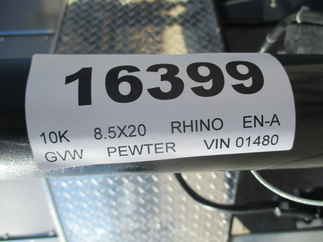 16399
10K 8.5X20 RHINO EN-A
GVW PEWTER VIN 01480